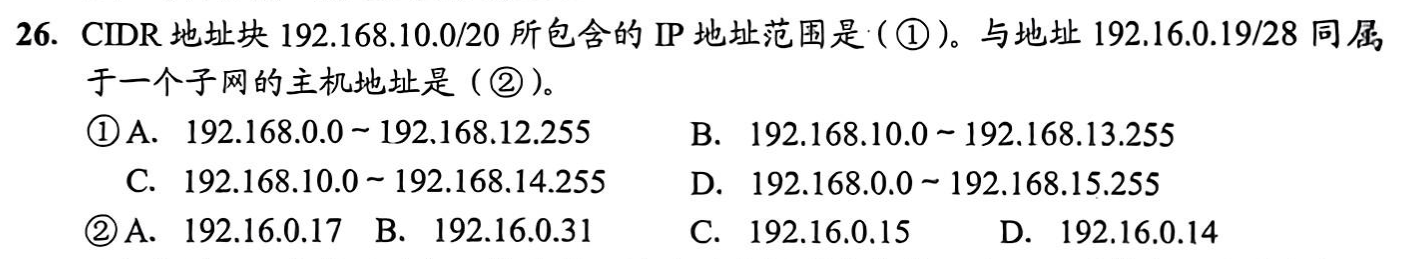 26. CIDR 地址块 192.168.10.0/20 所包含的 IP 地址范围是(①)。与地址 192.16.0.19/28 同属
于一个子网的主机地址是(②)。
①A. 192.168.0.0~192.168.12.255 B. 192.168.10.0~192.168.13.255
C. 192.168.10.0~192.168.14.255 D. 192.168.0.0~192.168.15.255
②A. 192.16.0.17 B. 192.16.0.31 C. 192.16.0.15 D. 192.16.0.14